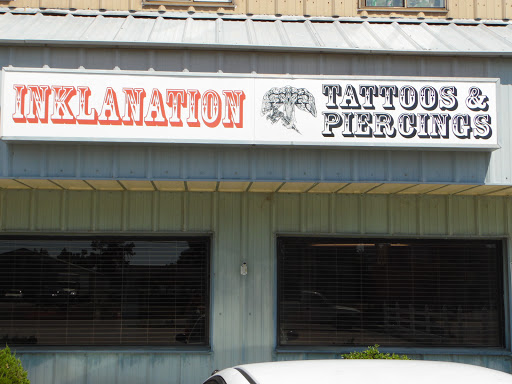 INKLANATION
TATTOOS &
PIERCINGS